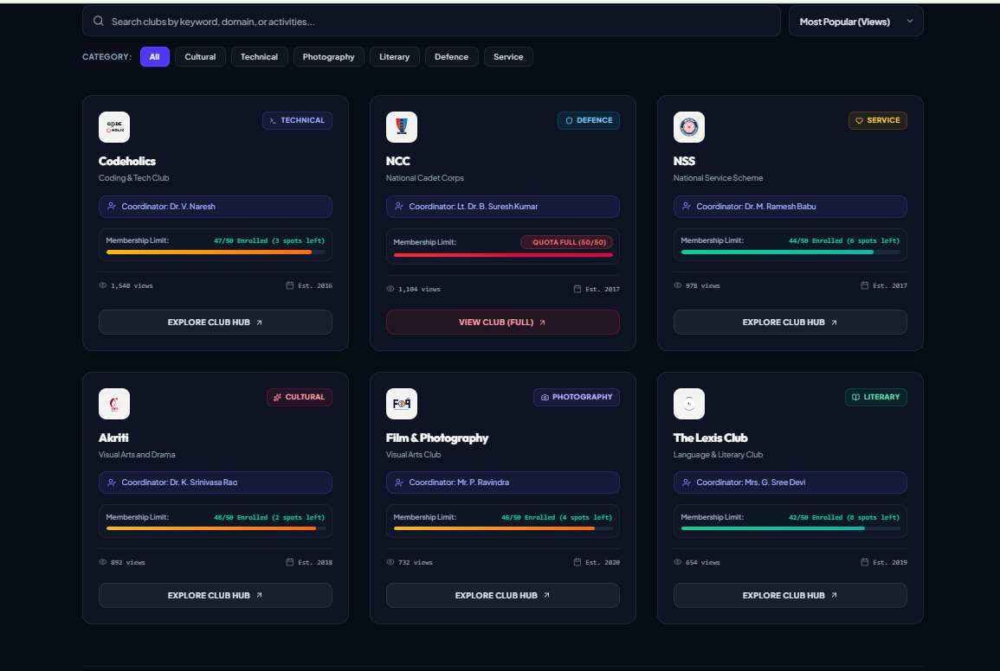 Search clubs by keyword, domain, or activities...
Most Popular (Views)
CATEGORY:
All
Cultural
Technical
Photography
Literary
Defence
Service
CODE
HOLIC
TECHNICAL
Codeholics
Coding & Tech Club
Coordinator: Dr. V. Naresh
Membership Limit:
47/50 Enrolled (3 spots left)
1,540 views
Est. 2016
EXPLORE CLUB HUB
DEFENCE
NCC
National Cadet Corps
Coordinator: Lt. Dr. B. Suresh Kumar
Membership Limit:
QUOTA FULL (50/50)
1,104 views
Est. 2017
VIEW CLUB (FULL)
SERVICE
NSS
National Service Scheme
Coordinator: Dr. M. Ramesh Babu
Membership Limit:
44/50 Enrolled (6 spots left)
978 views
Est. 2017
EXPLORE CLUB HUB
CULTURAL
Akriti
Visual Arts and Drama
Coordinator: Dr. K. Srinivasa Rao
Membership Limit:
48/50 Enrolled (2 spots left)
892 views
Est. 2018
EXPLORE CLUB HUB
PHOTOGRAPHY
Film & Photography
Visual Arts Club
Coordinator: Mr. P. Ravindra
Membership Limit:
46/50 Enrolled (4 spots left)
732 views
Est. 2020
EXPLORE CLUB HUB
LITERARY
The Lexis Club
Language & Literary Club
Coordinator: Mrs. G. Sree Devi
Membership Limit:
42/50 Enrolled (8 spots left)
654 views
Est. 2019
EXPLORE CLUB HUB